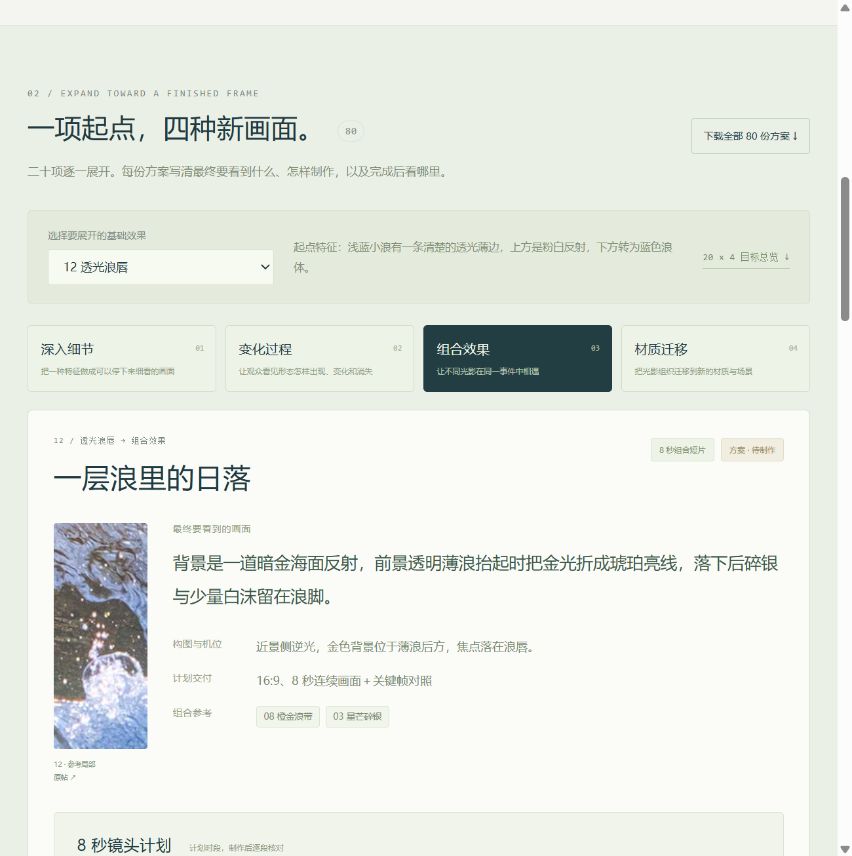 02 / EXPAND TOWARD A FINISHED FRAME
一项起点，四种新画面。 80
下载全部 80 份方案 ↓
二十项逐一展开。每份方案写清最终要看到什么、怎样制作，以及完成后看哪里。
选择要展开的基础效果
12 透光浪唇
起点特征：浅蓝小浪有一条清楚的透光薄边，上方是粉白反射，下方转为蓝色浪
体。
20 × 4 目标总览 ↓
深入细节 01
把一种特征做成可以停下来细看的画面
变化过程 02
让观众看见形态怎样出现、变化和消失
组合效果 03
让不同光影在同一事件中相遇
材质迁移 04
把光影组织迁移到新的材质与场景
12 / 透光浪唇 → 组合效果
8 秒组合短片
方案 · 待制作
一层浪里的日落
最终要看到的画面
背景是一道暗金海面反射，前景透明薄浪抬起时把金光折成琥珀亮线，落下后碎银
与少量白沫留在浪脚。
构图与机位 近景侧逆光，金色背景位于薄浪后方，焦点落在浪唇。
计划交付 16:9、8 秒连续画面 + 关键帧对照
组合参考 08 橙金浪带 03 星芒碎银
12 · 参考局部
原帖 ↗
8 秒镜头计划 计划时段，制作后逐段核对